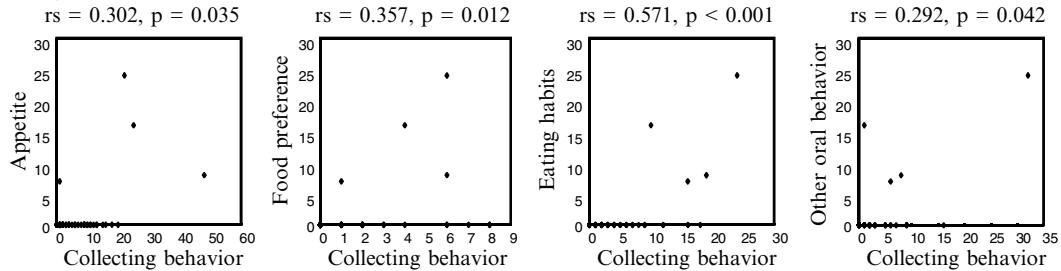 rs = 0.302, p = 0.035
rs = 0.357, p = 0.012
rs = 0.571, p < 0.001
rs = 0.292, p = 0.042
Appetite
30
25
20
15
10
5
0
0 10 20 30 40 50 60
Collecting behavior
Food preference
30
25
20
15
10
5
0
0 1 2 3 4 5 6 7 8 9
Collecting behavior
Eating habits
30
25
20
15
10
5
0
0 5 10 15 20 25 30
Collecting behavior
Other oral behavior
30
25
20
15
10
5
0
0 5 10 15 20 25 30 35
Collecting behavior